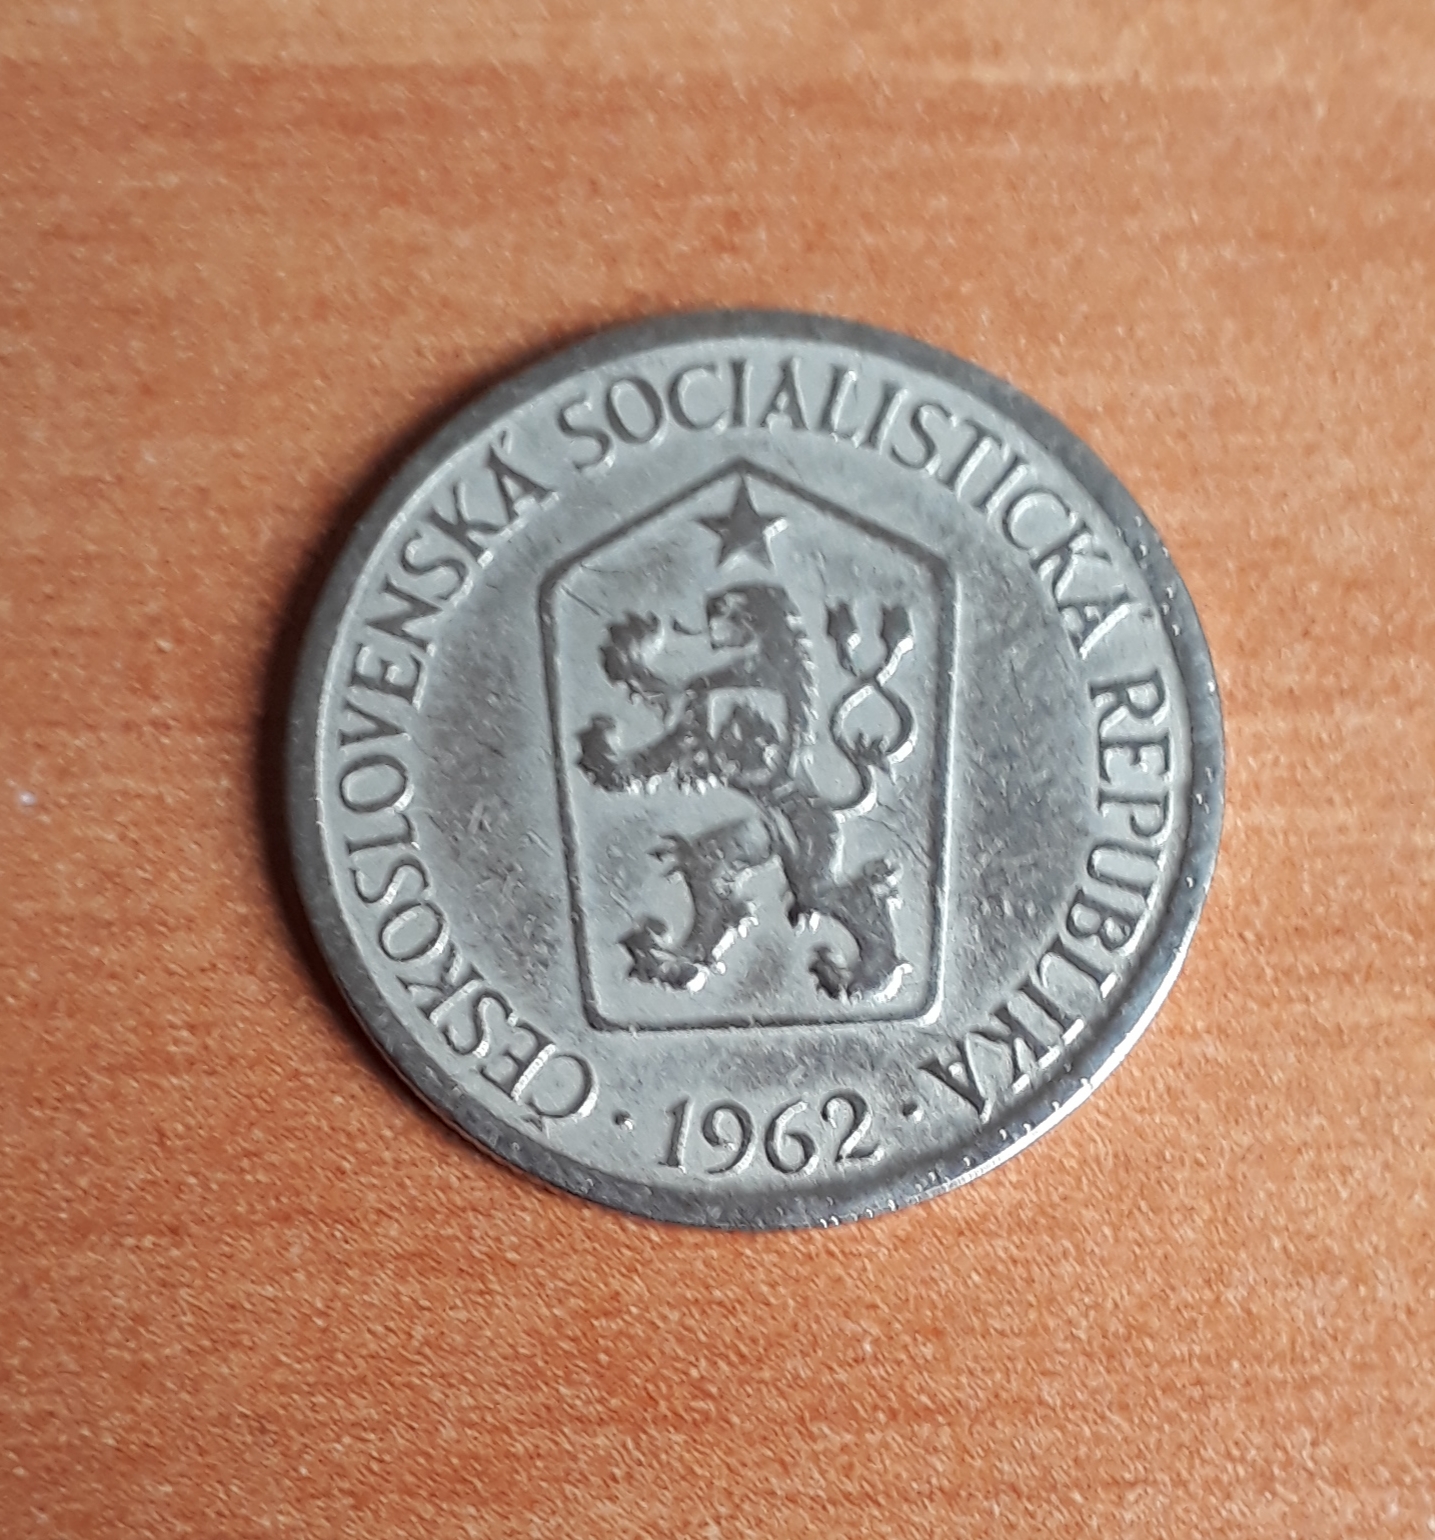 ČESKOSLOVENSKÁ SOCIALISTICKÁ REPUBLIKA
· 1962 ·